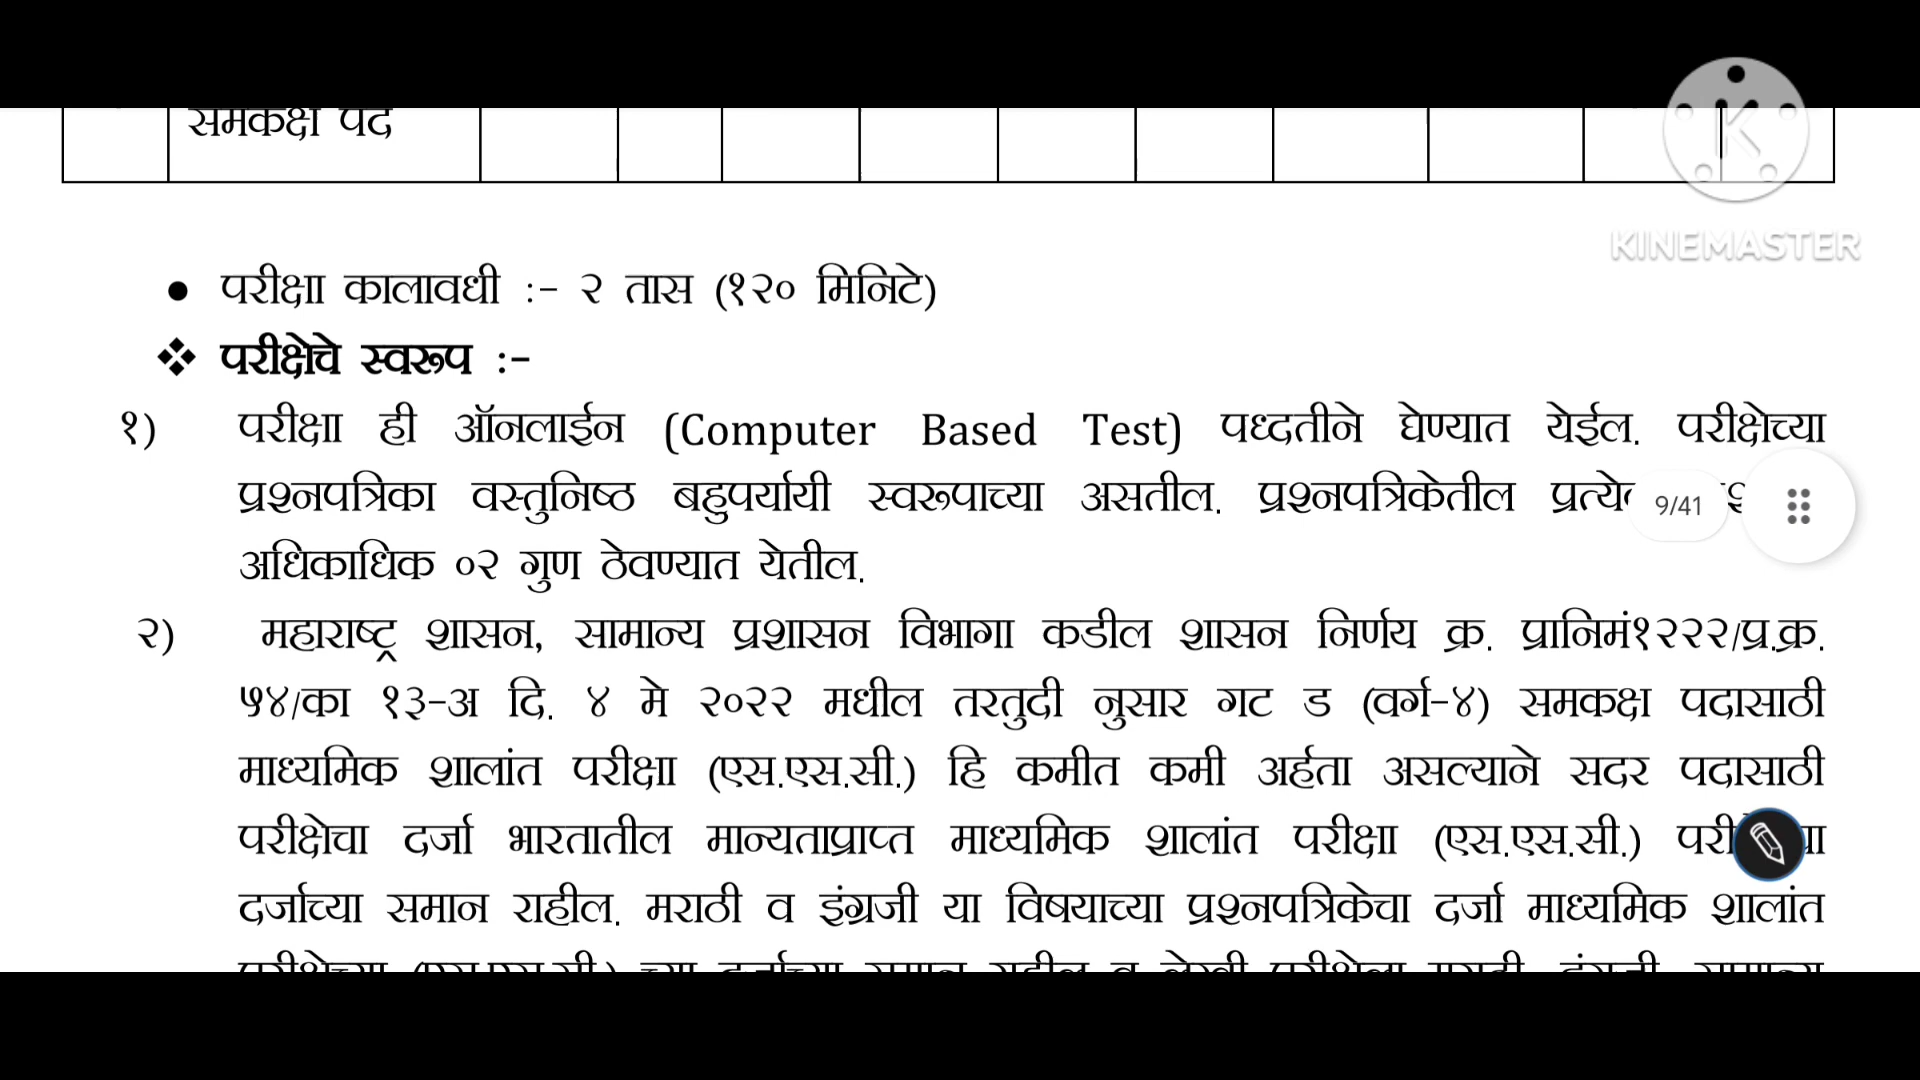 समकक्ष पद
KINEMASTER
● परीक्षा कालावधी :- २ तास (१२० मिनिटे)
❖ परीक्षेचे स्वरूप :-
१) परीक्षा ही ऑनलाईन (Computer Based Test) पध्दतीने घेण्यात येईल. परीक्षेच्या
प्रश्नपत्रिका वस्तुनिष्ठ बहुपर्यायी स्वरूपाच्या असतील. प्रश्नपत्रिकेतील
9/41
अधिकाधिक ०२ गुण ठेवण्यात येतील.
२) महाराष्ट्र शासन, सामान्य प्रशासन विभागा कडील शासन निर्णय क्र. प्रानिमं१२२२/प्र.क्र.
५४/का १३-अ दि. ४ मे २०२२ मधील तरतुदी नुसार गट ड (वर्ग-४) समकक्ष पदासाठी
माध्यमिक शालांत परीक्षा (एस.एस.सी.) हि कमीत कमी अर्हता असल्याने सदर पदासाठी
परीक्षेचा दर्जा भारतातील मान्यताप्राप्त माध्यमिक शालांत परीक्षा (एस.एस.सी.)
दर्जाच्या समान राहील. मराठी व इंग्रजी या विषयाच्या प्रश्नपत्रिकेचा दर्जा माध्यमिक शालांत